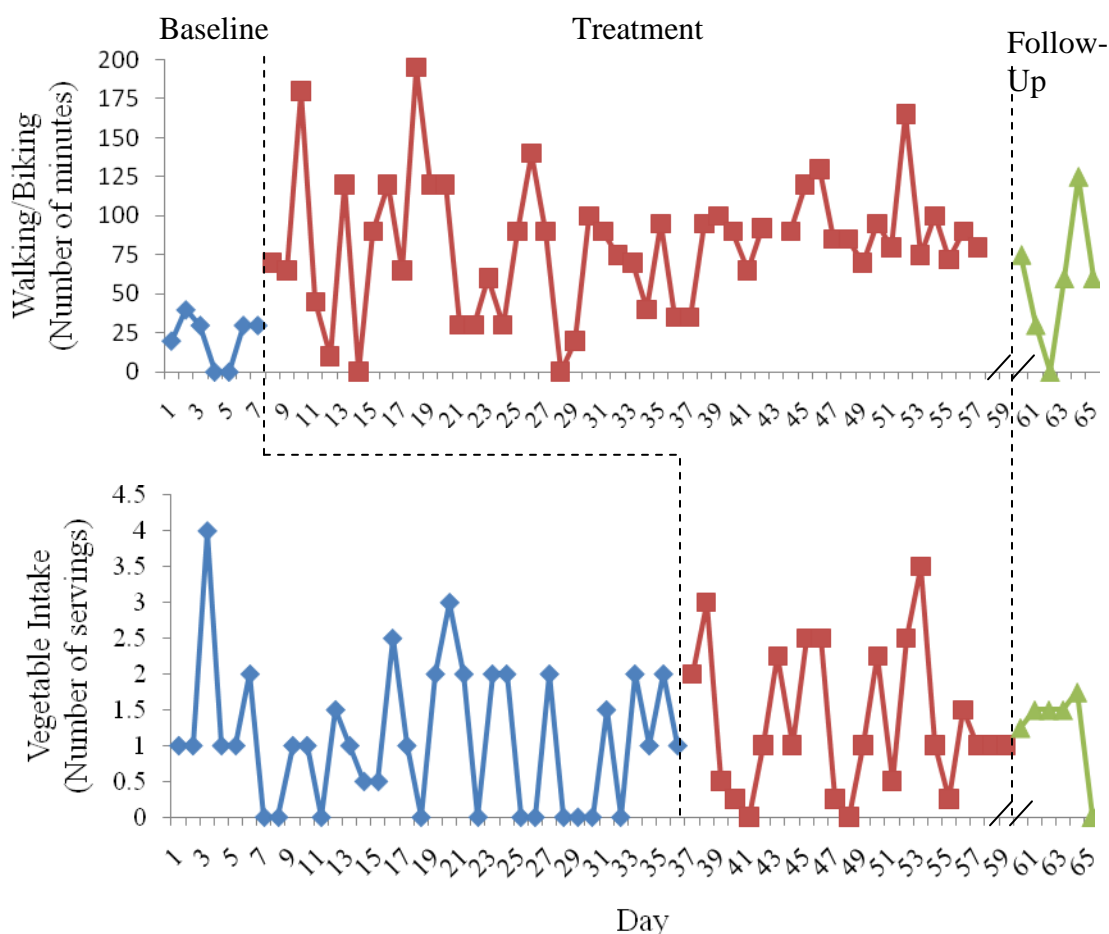 Baseline
Treatment
Follow-
Up
Walking/Biking
(Number of minutes)
200
175
150
125
100
75
50
25
0
1 3 5 7 9 11 13 15 17 19 21 23 25 27 29 31 33 35 37 39 41 43 45 47 49 51 53 55 57 59 61 63 65
Vegetable Intake
(Number of servings)
4.5
4
3.5
3
2.5
2
1.5
1
0.5
0
1 3 5 7 9 11 13 15 17 19 21 23 25 27 29 31 33 35 37 39 41 43 45 47 49 51 53 55 57 59 61 63 65
Day